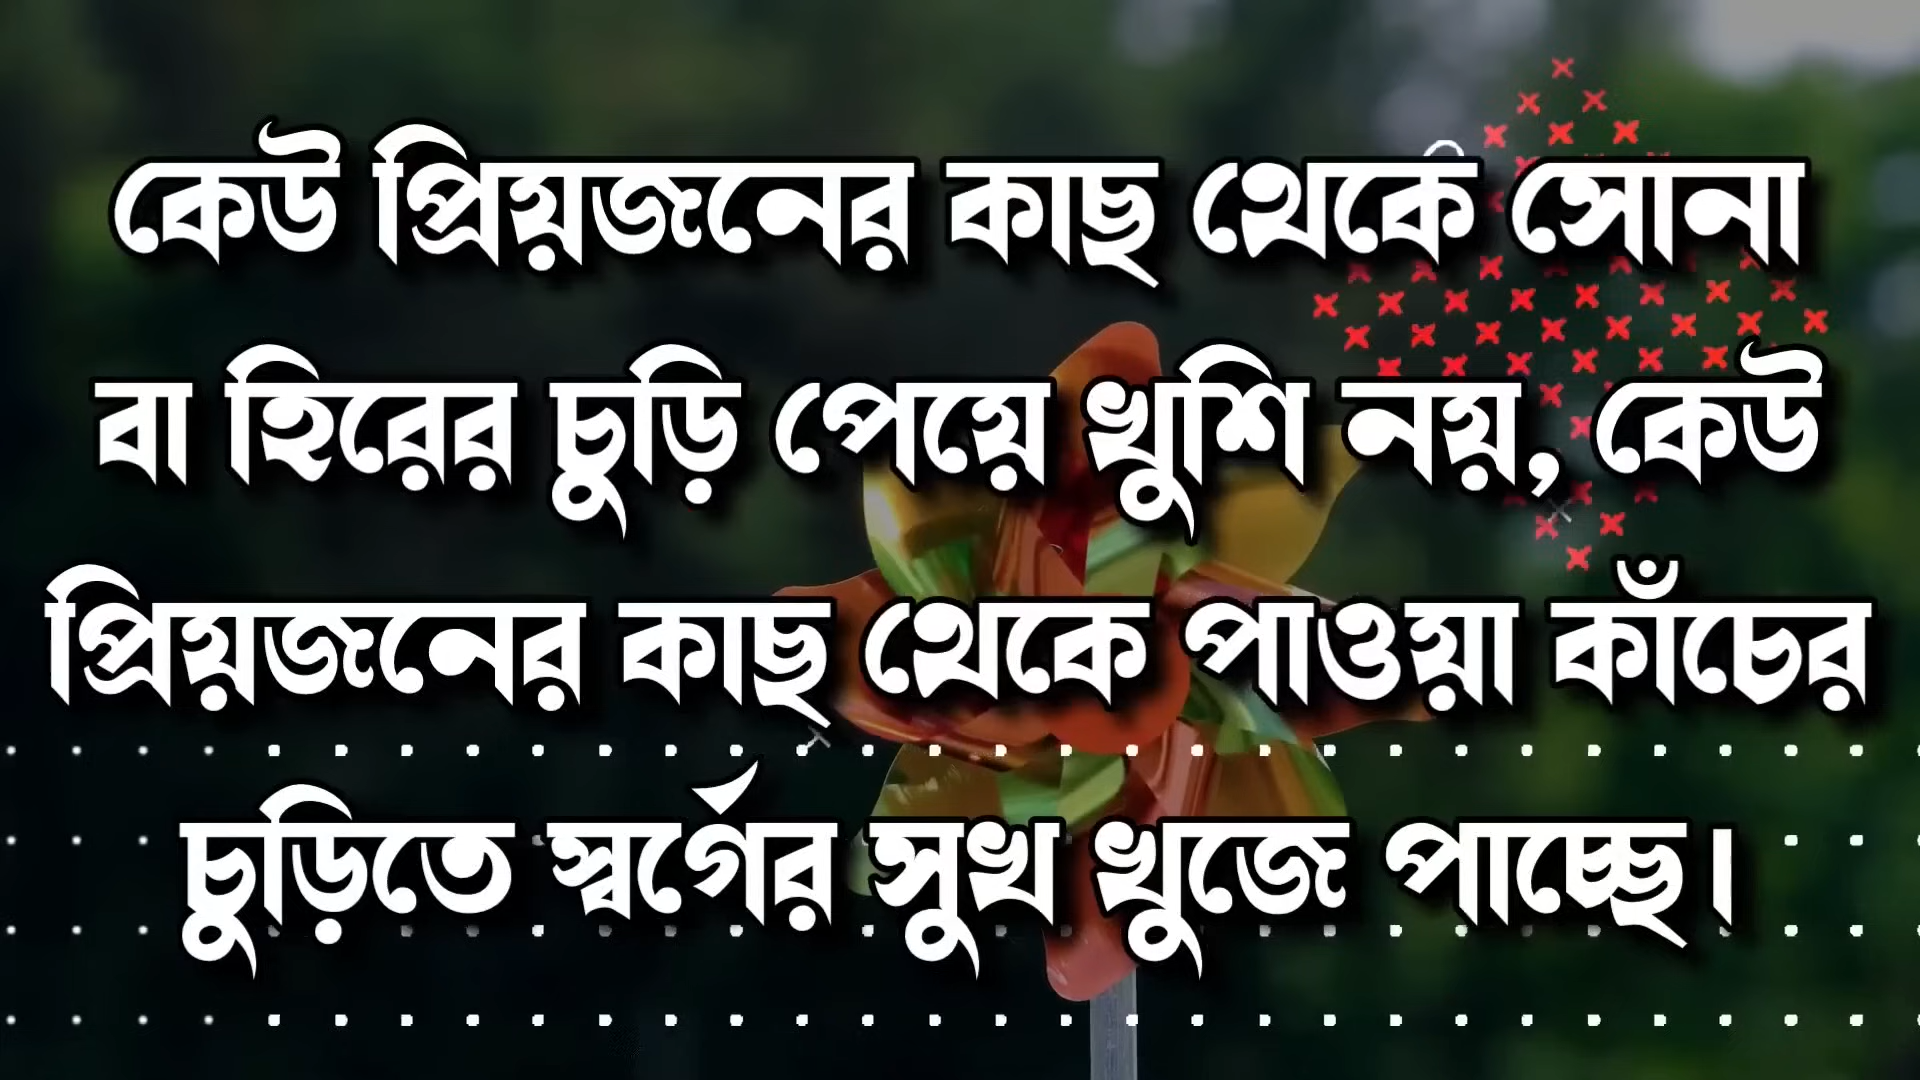 কেউ প্রিয়জনের কাছ থেকে সোনা
বা হিরের চুড়ি পেয়ে খুশি নয়, কেউ
প্রিয়জনের কাছ থেকে পাওয়া কাঁচের
চুড়িতে স্বর্গের সুখ খুজে পাচ্ছে।